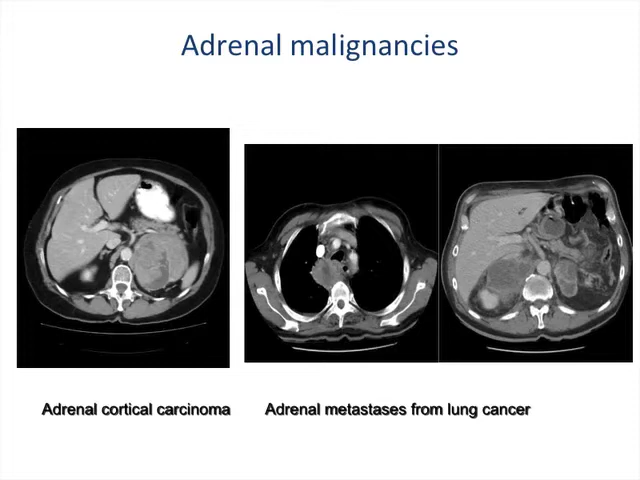 Adrenal malignancies
Adrenal cortical carcinoma
Adrenal metastases from lung cancer